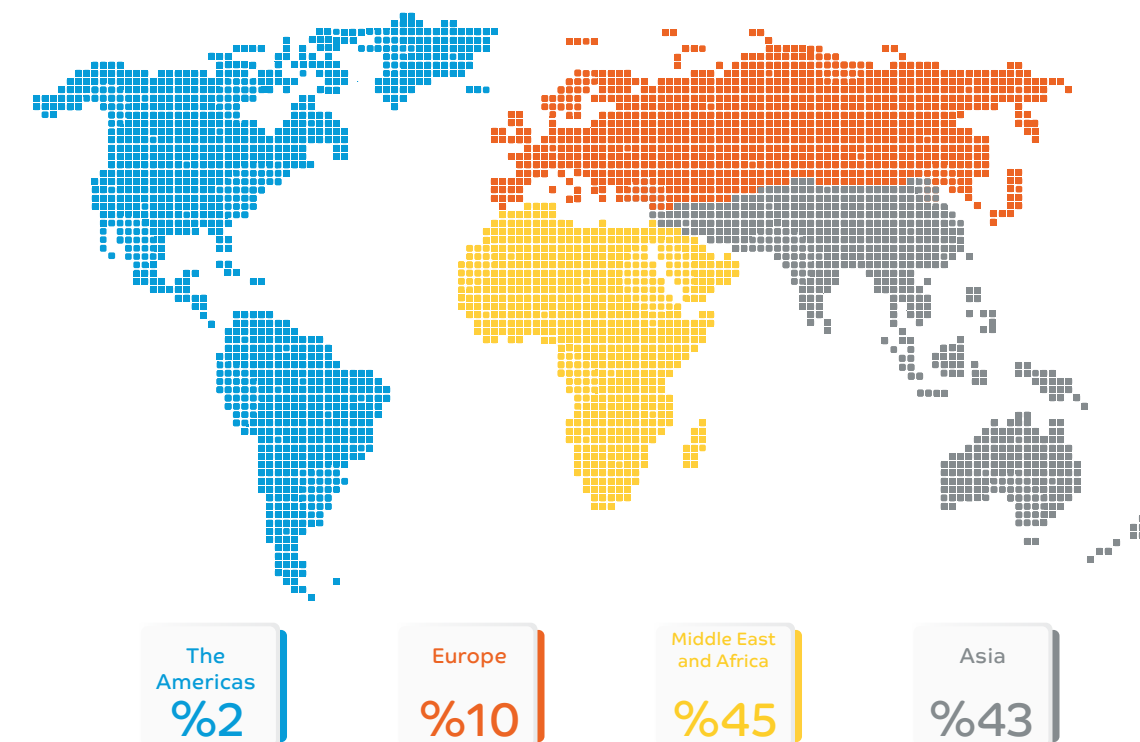 The
Americas
%2
Europe
%10
Middle East
and Africa
%45
Asia
%43